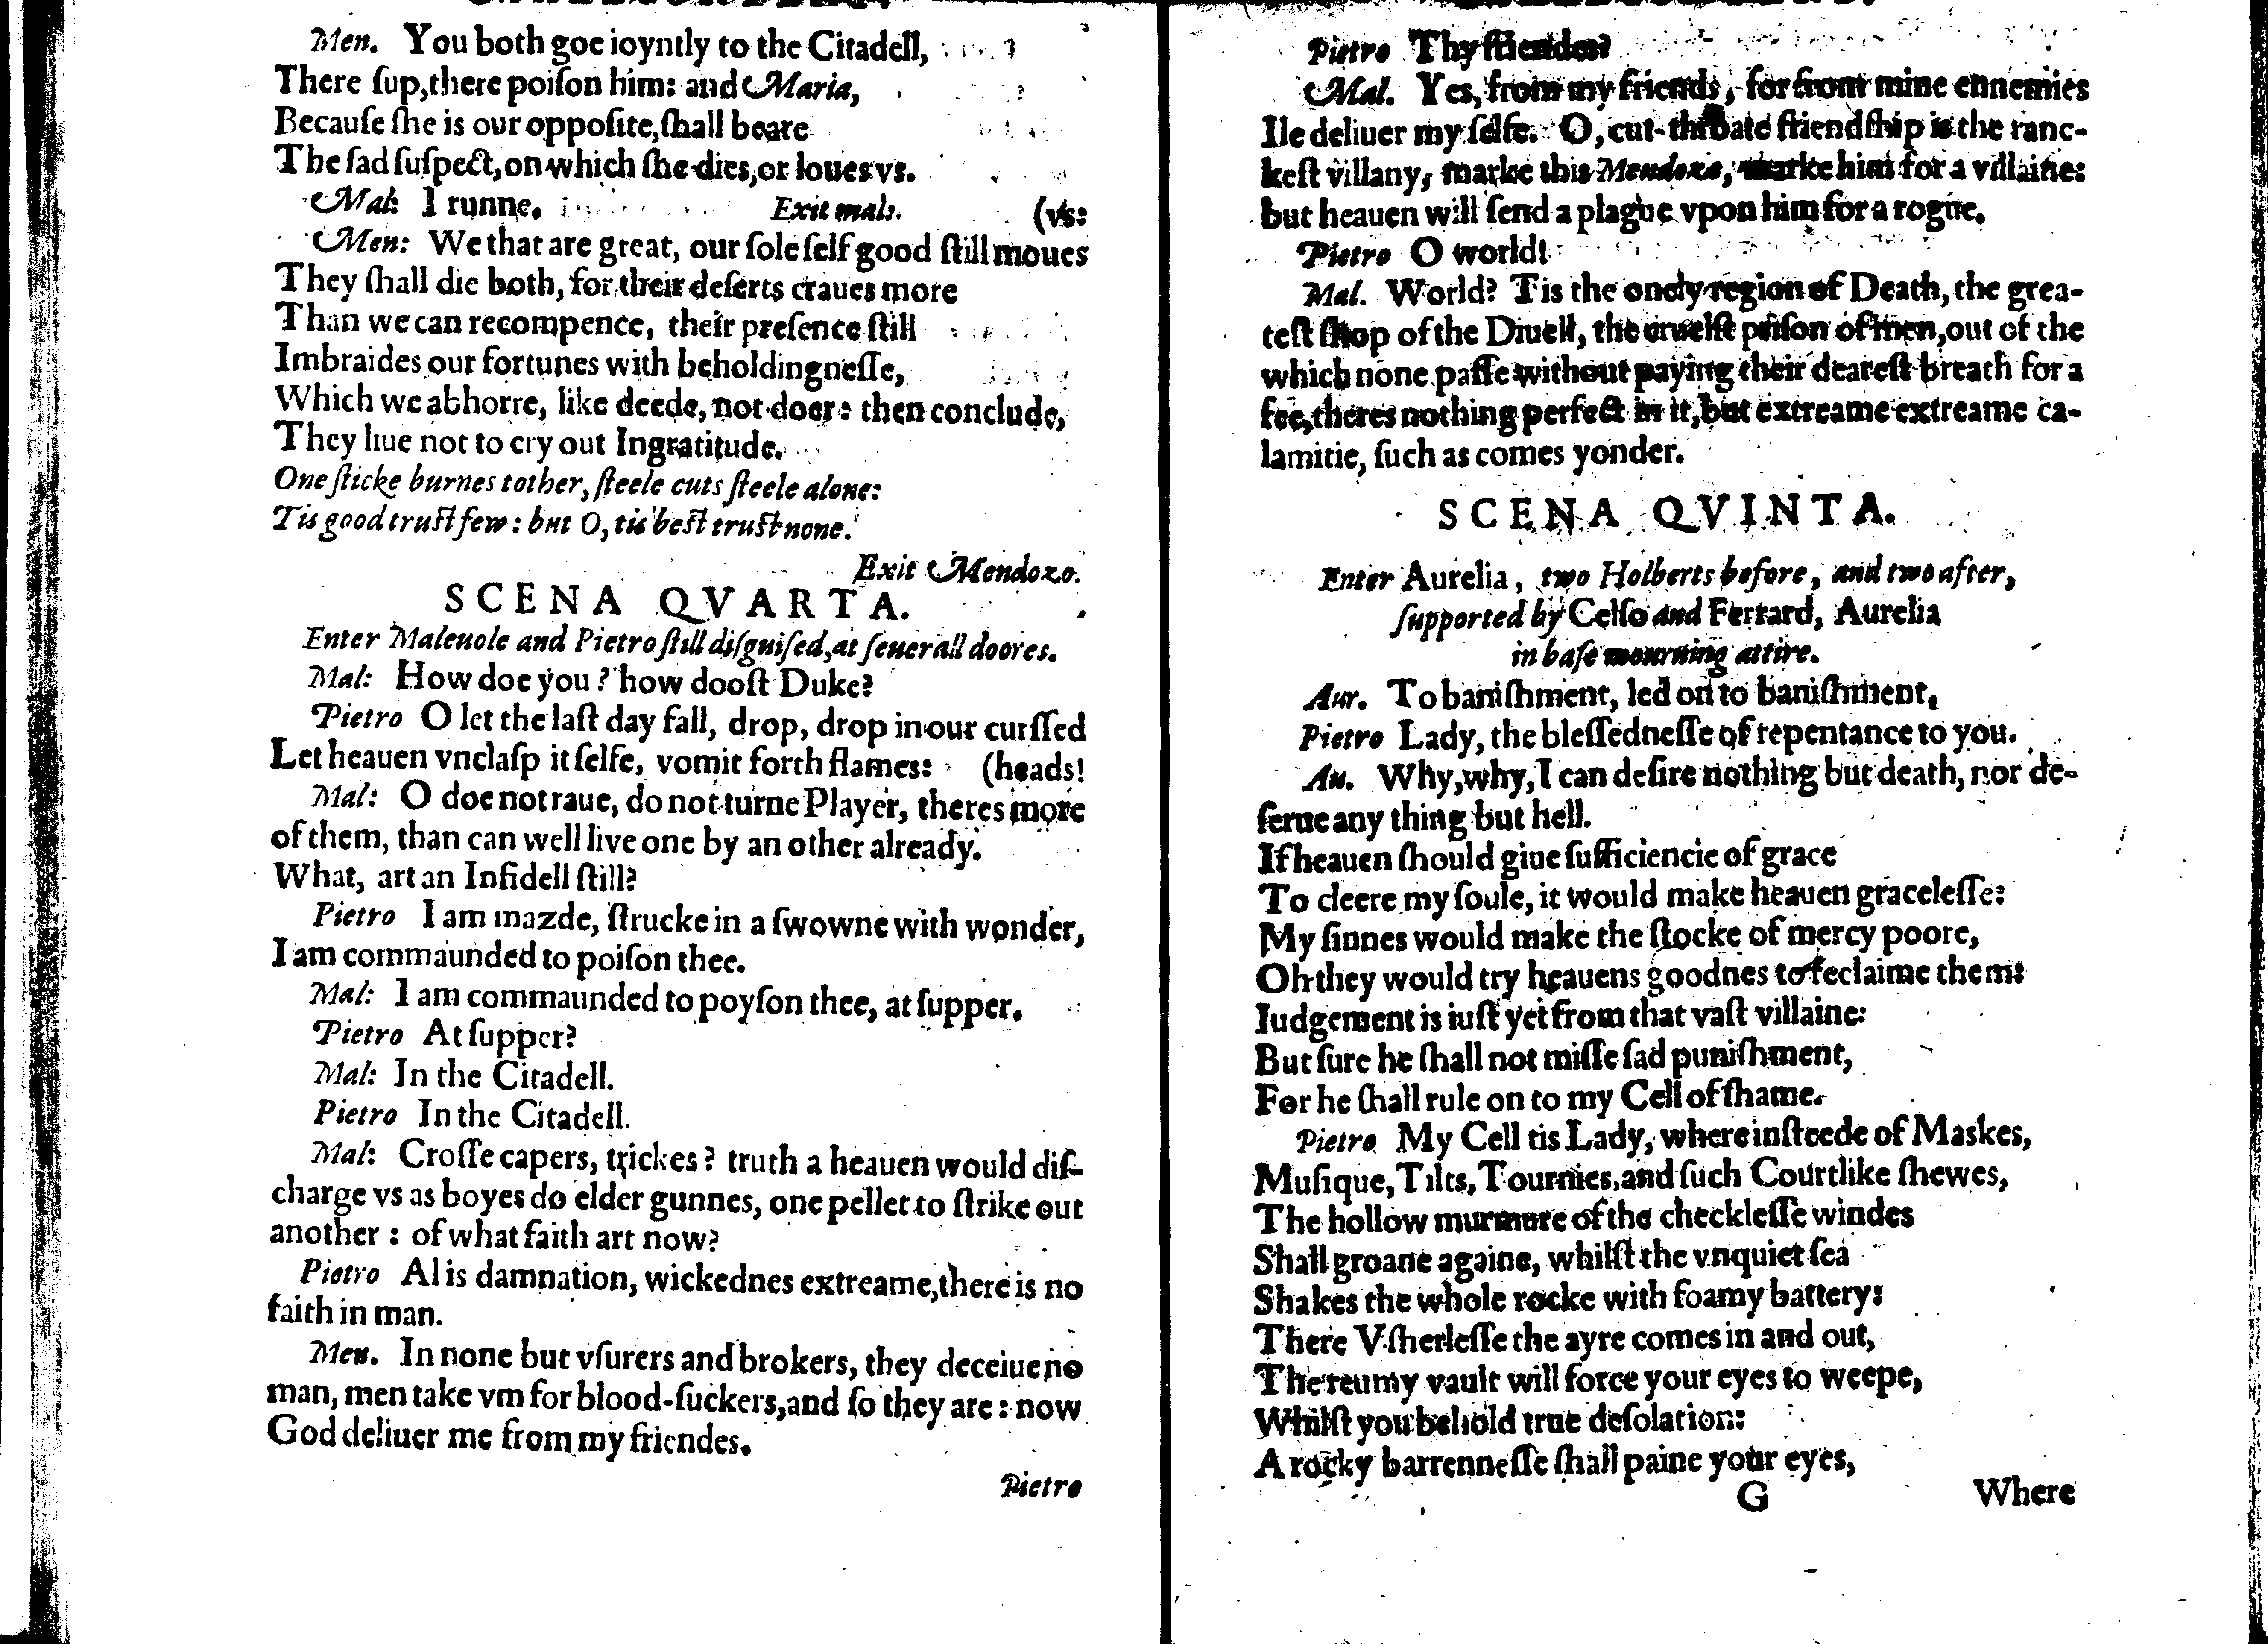 Men. You both goe ioyntly to the Citadell,
There ſup, there poiſon him: and Maria,
Becauſe ſhe is our oppoſite, ſhall beare
The ſad ſuſpect, on which ſhe dies, or loues vs.
Mal: I runne. Exit mal:
(vs:
Men: We that are great, our ſole ſelf good ſtill moues
They ſhall die both, for their deſerts craues more
Than we can recompence, their preſence ſtill
Imbraides our fortunes with beholdingneſſe,
Which we abhorre, like deede, not doer: then conclude,
They liue not to cry out Ingratitude.
One ſticke burnes tother, ſteele cuts ſteele alone:
Tis good truſt few: but O, tis beſt truſt none.
Exit Mendozo.
SCENA QVARTA.
Enter Maleuole and Pietro ſtill diſguiſed, at ſeuerall doores.
Mal: How doe you? how dooſt Duke?
Pietro O let the laſt day fall, drop, drop in our curſſed
Let heauen vnclaſp it ſelfe, vomit forth flames: (heads!
Mal: O doe not raue, do not turne Player, theres more
of them, than can well live one by an other already.
What, art an Infidell ſtill?
Pietro I am mazde, ſtrucke in a ſwowne with wonder,
I am commaunded to poiſon thee.
Mal: I am commaunded to poyſon thee, at ſupper.
Pietro At ſupper?
Mal: In the Citadell.
Pietro In the Citadell.
Mal: Croſſe capers, trickes? truth a heauen would diſ-
charge vs as boyes do elder gunnes, one pellet to ſtrike out
another: of what faith art now?
Pietro Al is damnation, wickednes extreame, there is no
faith in man.
Men. In none but vſurers and brokers, they deceiue no
man, men take vm for blood-ſuckers, and ſo they are: now
God deliuer me from my friendes.
Pietro
Pietro Thy friendes?
Mal. Yes, from my friends, for from mine ennemies
Ile deliuer my ſelfe. O, cut-throate friendſhip is the ranc-
keſt villany, marke this Mendozo, marke him for a villaine:
but heauen will ſend a plague vpon him for a rogue.
Pietro O world!
Mal. World? Tis the onely region of Death, the grea-
teſt ſhop of the Diuell, the cruelſt priſon of men, out of the
which none paſſe without paying their deareſt breath for a
fee, theres nothing perfect in it, but extreame extreame ca-
lamitie, ſuch as comes yonder.
SCENA QVINTA.
Enter Aurelia, two Holberts before, and two after,
ſupported by Celſo and Ferrard, Aurelia
in baſe mourning attire.
Aur. To baniſhment, led on to baniſhment,
Pietro Lady, the bleſſedneſſe of repentance to you.
Au. Why, why, I can deſire nothing but death, nor de-
ſerue any thing but hell.
If heauen ſhould giue ſufficiencie of grace
To cleere my ſoule, it would make heauen graceleſſe:
My ſinnes would make the ſtocke of mercy poore,
Oh they would try heauens goodnes to reclaime them:
Iudgement is iuſt yet from that vaſt villaine:
But ſure he ſhall not miſſe ſad puniſhment,
For he ſhall rule on to my Cell of ſhame.
Pietro My Cell tis Lady, where inſteede of Maskes,
Muſique, Tilts, Tournies, and ſuch Courtlike ſhewes,
The hollow murmure of the checkleſſe windes
Shall groane againe, whilſt the vnquiet ſea
Shakes the whole rocke with foamy battery:
There Vſherleſſe the ayre comes in and out,
The reumy vault will force your eyes to weepe,
Whilſt you behold true deſolation:
A rocky barrenneſſe ſhall paine your eyes,
G Where